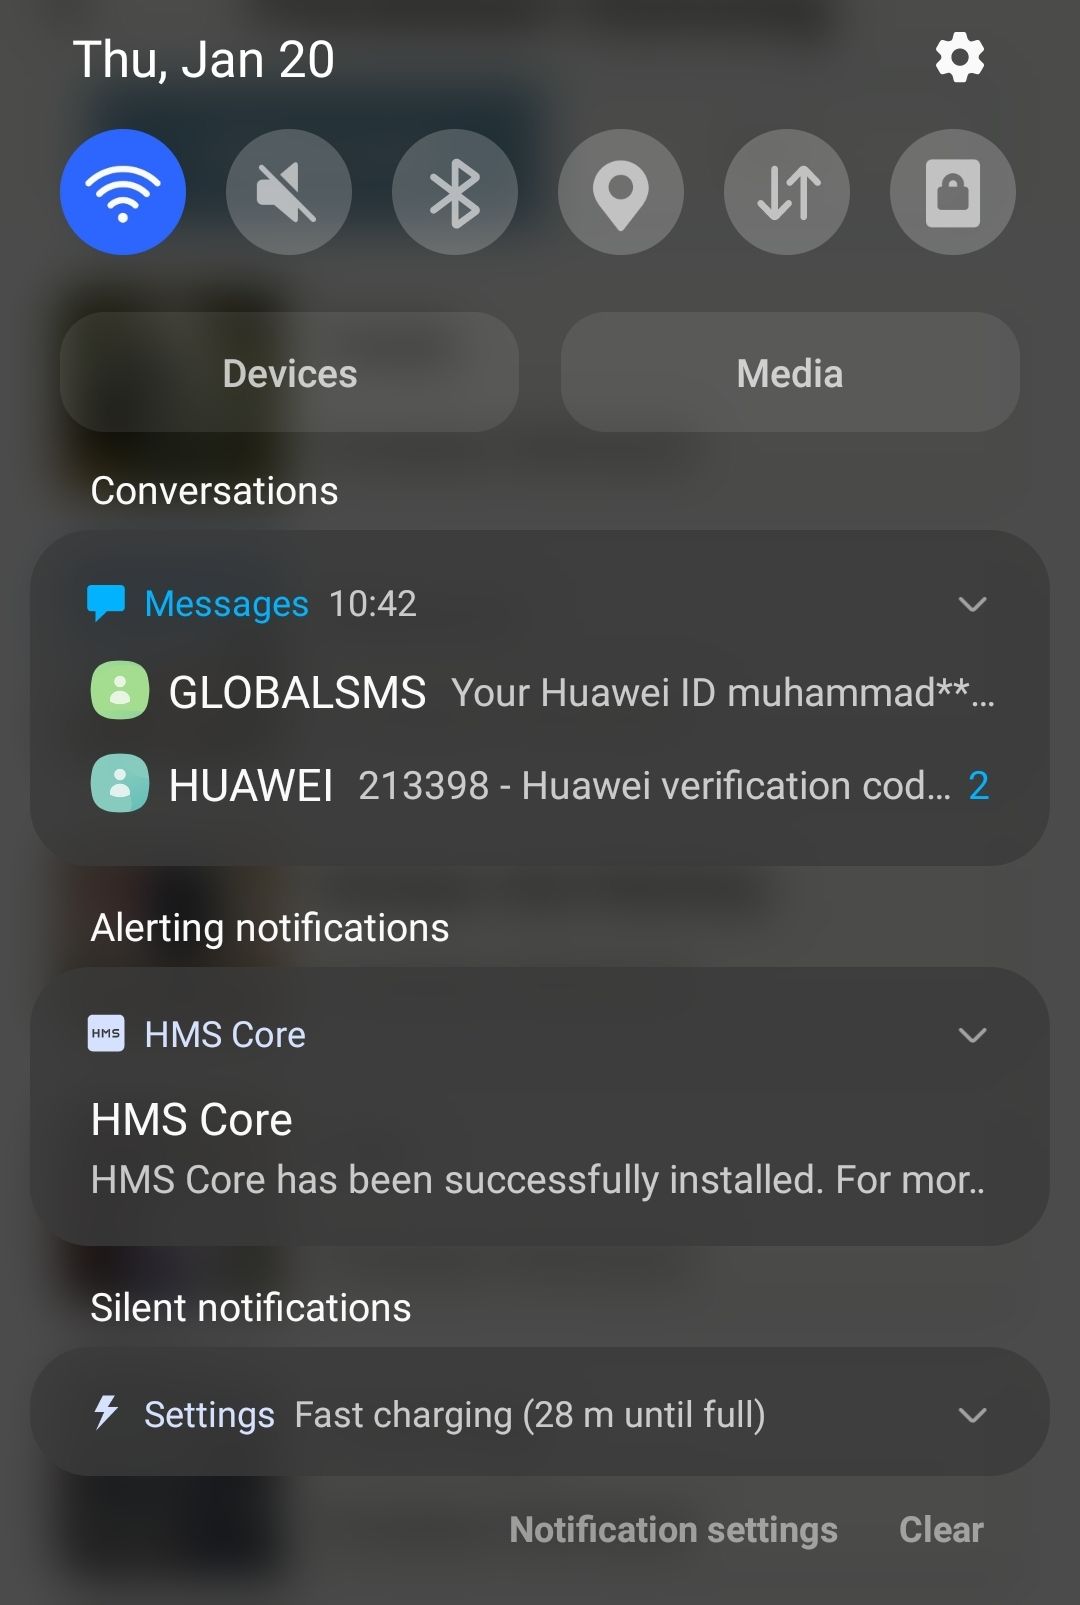 Thu, Jan 20
Devices
Media
Conversations
Messages 10:42
GLOBALSMS Your Huawei ID muhammad**...
HUAWEI 213398 - Huawei verification cod... 2
Alerting notifications
HMS HMS Core
HMS Core
HMS Core has been successfully installed. For mor..
Silent notifications
Settings Fast charging (28 m until full)
Notification settings Clear